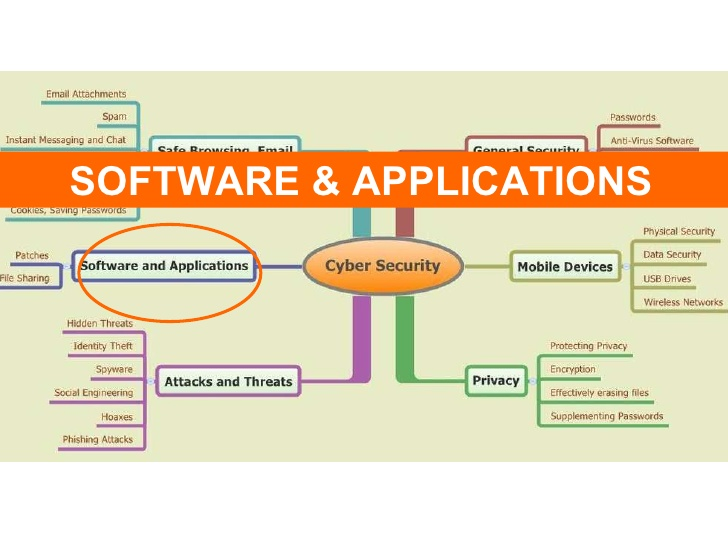 Email Attachments
Spam
Instant Messaging and Chat
Safe Browsing, Email
Passwords
Anti-Virus Software
General Security
SOFTWARE & APPLICATIONS
Cookies, Saving Passwords
Patches
File Sharing
Software and Applications
Cyber Security
Mobile Devices
Physical Security
Data Security
USB Drives
Wireless Networks
Hidden Threats
Identity Theft
Spyware
Social Engineering
Hoaxes
Phishing Attacks
Attacks and Threats
Privacy
Protecting Privacy
Encryption
Effectively erasing files
Supplementing Passwords